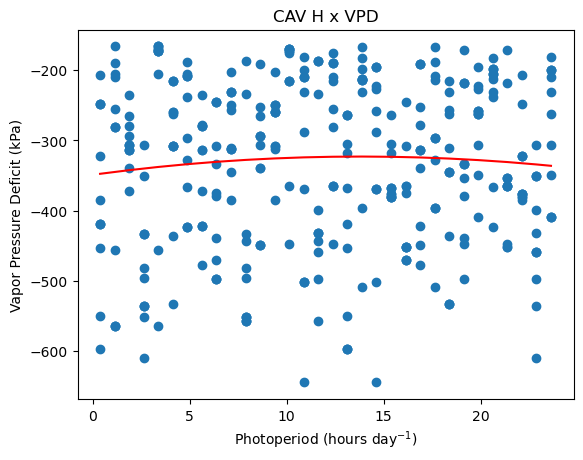 CAV H x VPD
Vapor Pressure Deficit (kPa)
−200
−300
−400
−500
−600
0 5 10 15 20
Photoperiod (hours day⁻¹)